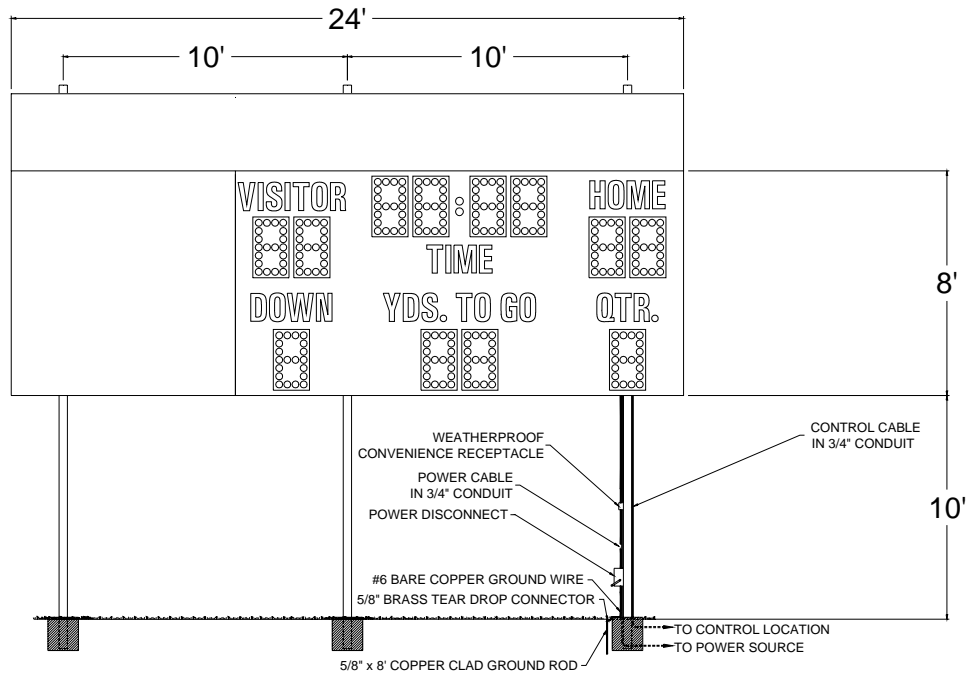 24'
10' 10'
VISITOR 88:88 HOME
88 88
TIME
DOWN YDS. TO GO QTR.
8 88 8
8'
WEATHERPROOF
CONVENIENCE RECEPTACLE
CONTROL CABLE
IN 3/4" CONDUIT
POWER CABLE
IN 3/4" CONDUIT
10'
POWER DISCONNECT
#6 BARE COPPER GROUND WIRE
5/8" BRASS TEAR DROP CONNECTOR
TO CONTROL LOCATION
TO POWER SOURCE
5/8" x 8' COPPER CLAD GROUND ROD